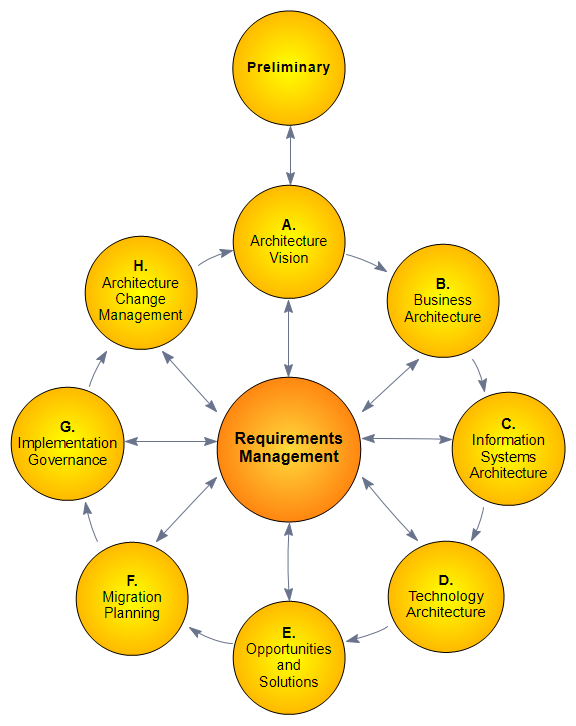 Preliminary
A.
Architecture
Vision
H.
Architecture
Change
Management
B.
Business
Architecture
G.
Implementation
Governance
Requirements
Management
C.
Information
Systems
Architecture
F.
Migration
Planning
D.
Technology
Architecture
E.
Opportunities
and
Solutions